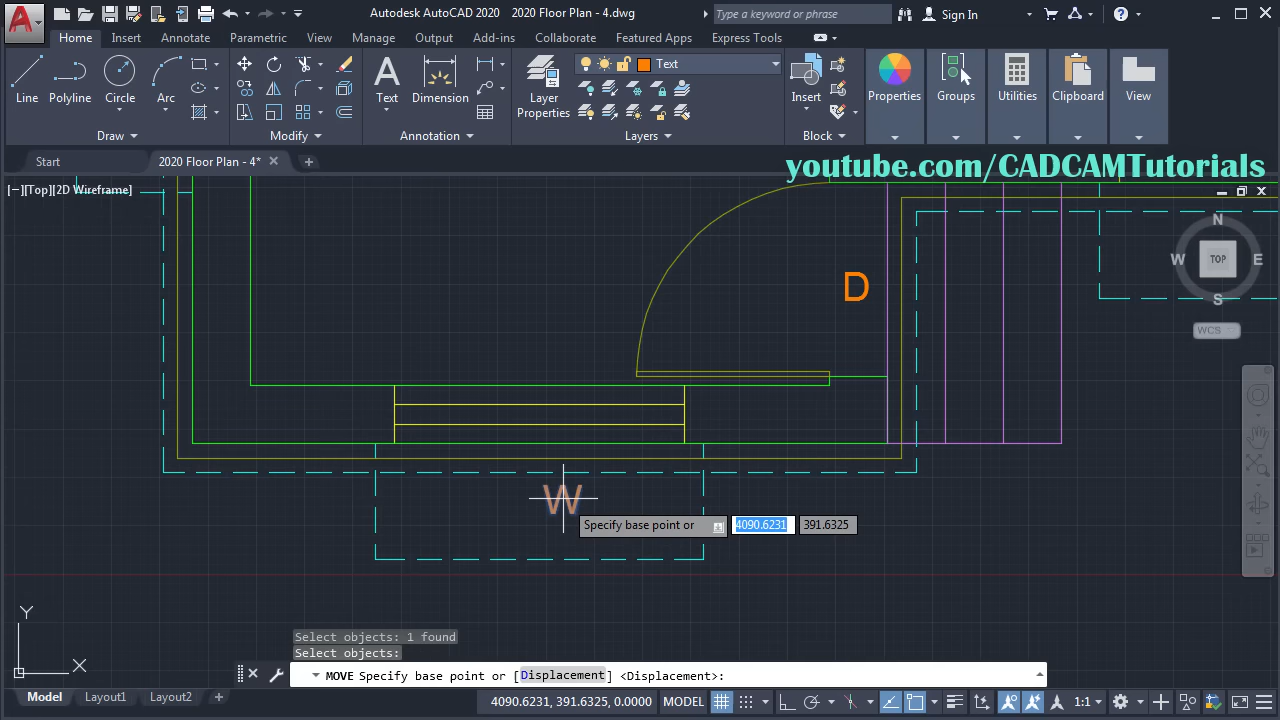 Autodesk AutoCAD 2020 2020 Floor Plan - 4.dwg
Type a keyword or phrase
Sign In
?
Home Insert Annotate Parametric View Manage Output Add-ins Collaborate Featured Apps Express Tools
Text
Line Polyline Circle Arc
Text Dimension
Layer
Properties
Insert
Properties Groups Utilities Clipboard View
Draw Modify Annotation Layers Block
Start 2020 Floor Plan - 4*
youtube.com/CADCAMTutorials
[−][Top][2D Wireframe]
N
W TOP E
S
WCS
D
W
Specify base point or 4090.6231 391.6325
Y
X
Select objects: 1 found
Select objects:
MOVE Specify base point or [Displacement] <Displacement>:
Model Layout1 Layout2
4090.6231, 391.6325, 0.0000 MODEL 1:1